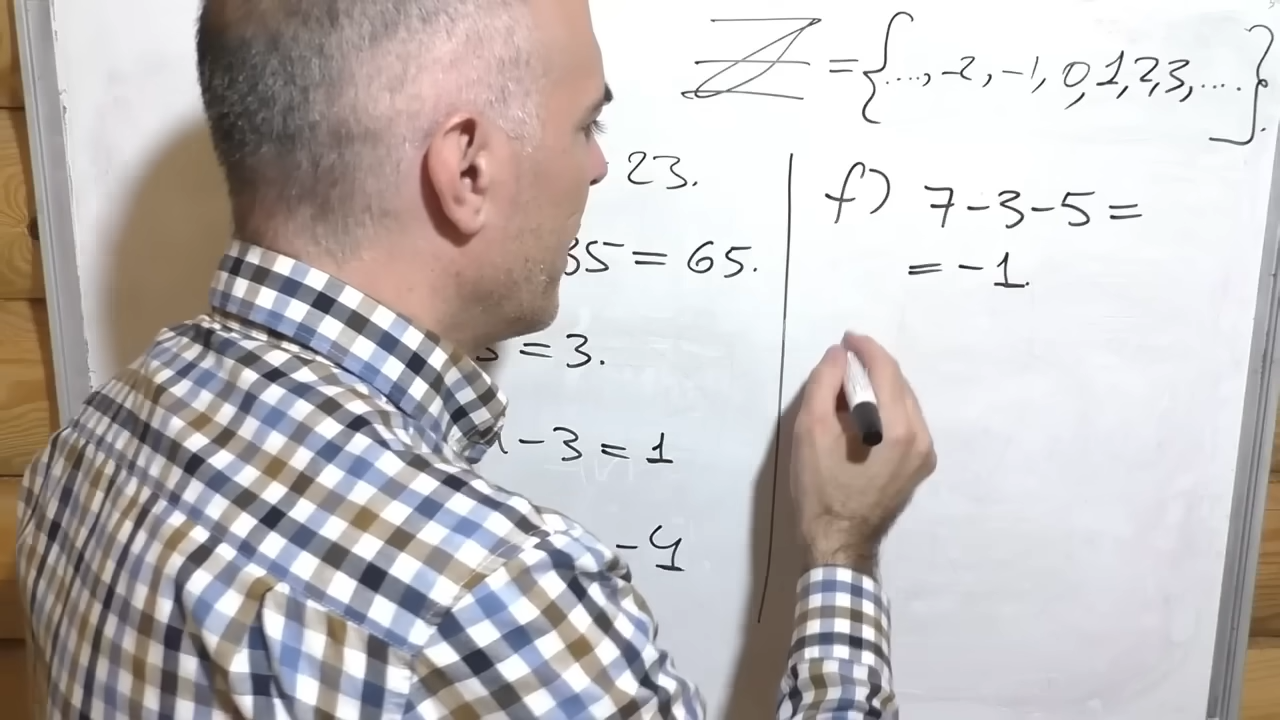 ℤ = {..., -2, -1, 0, 1, 2, 3, ....}.
23.
35 = 65.
= 3.
-3 = 1
-4
f) 7-3-5 =
= -1.